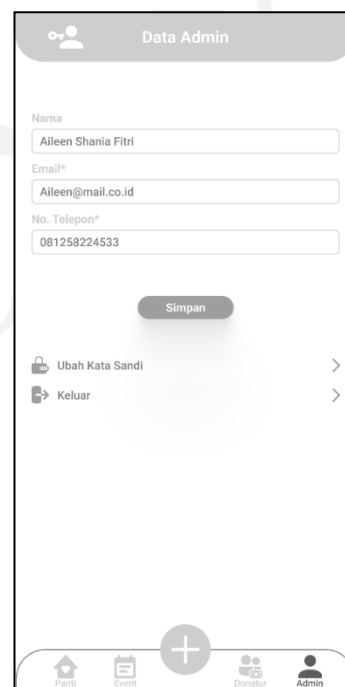 Data Admin
Nama
Aileen Shania Fitri
Email*
Aileen@mail.co.id
No. Telepon*
081258224533
Simpan
Ubah Kata Sandi
Keluar
Panti Event Donatur Admin